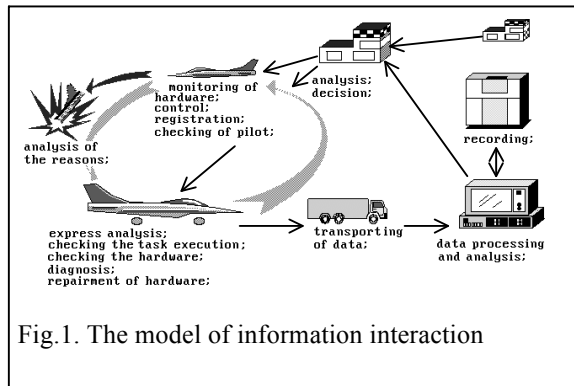 monitoring of
hardware;
control;
registration;
checking of pilot;
analysis;
decision;
recording;
analysis of
the reasons;
express analysis;
checking the task execution;
checking the hardware;
diagnosis;
repairment of hardware;
transporting
of data;
data processing
and analysis;
Fig.1. The model of information interaction